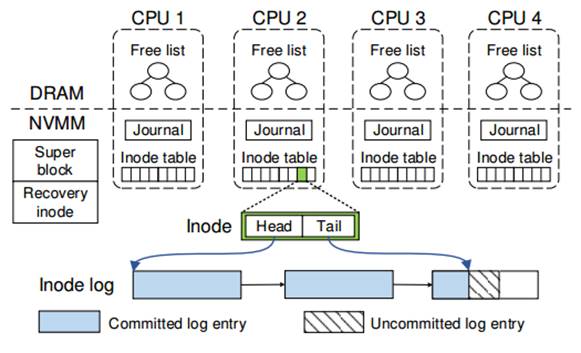 CPU 1 CPU 2 CPU 3 CPU 4
Free list Free list Free list Free list
DRAM
NVMM
Journal Journal Journal Journal
Super
block
Inode table Inode table Inode table Inode table
Recovery
inode
Inode Head Tail
Inode log
Committed log entry Uncommitted log entry